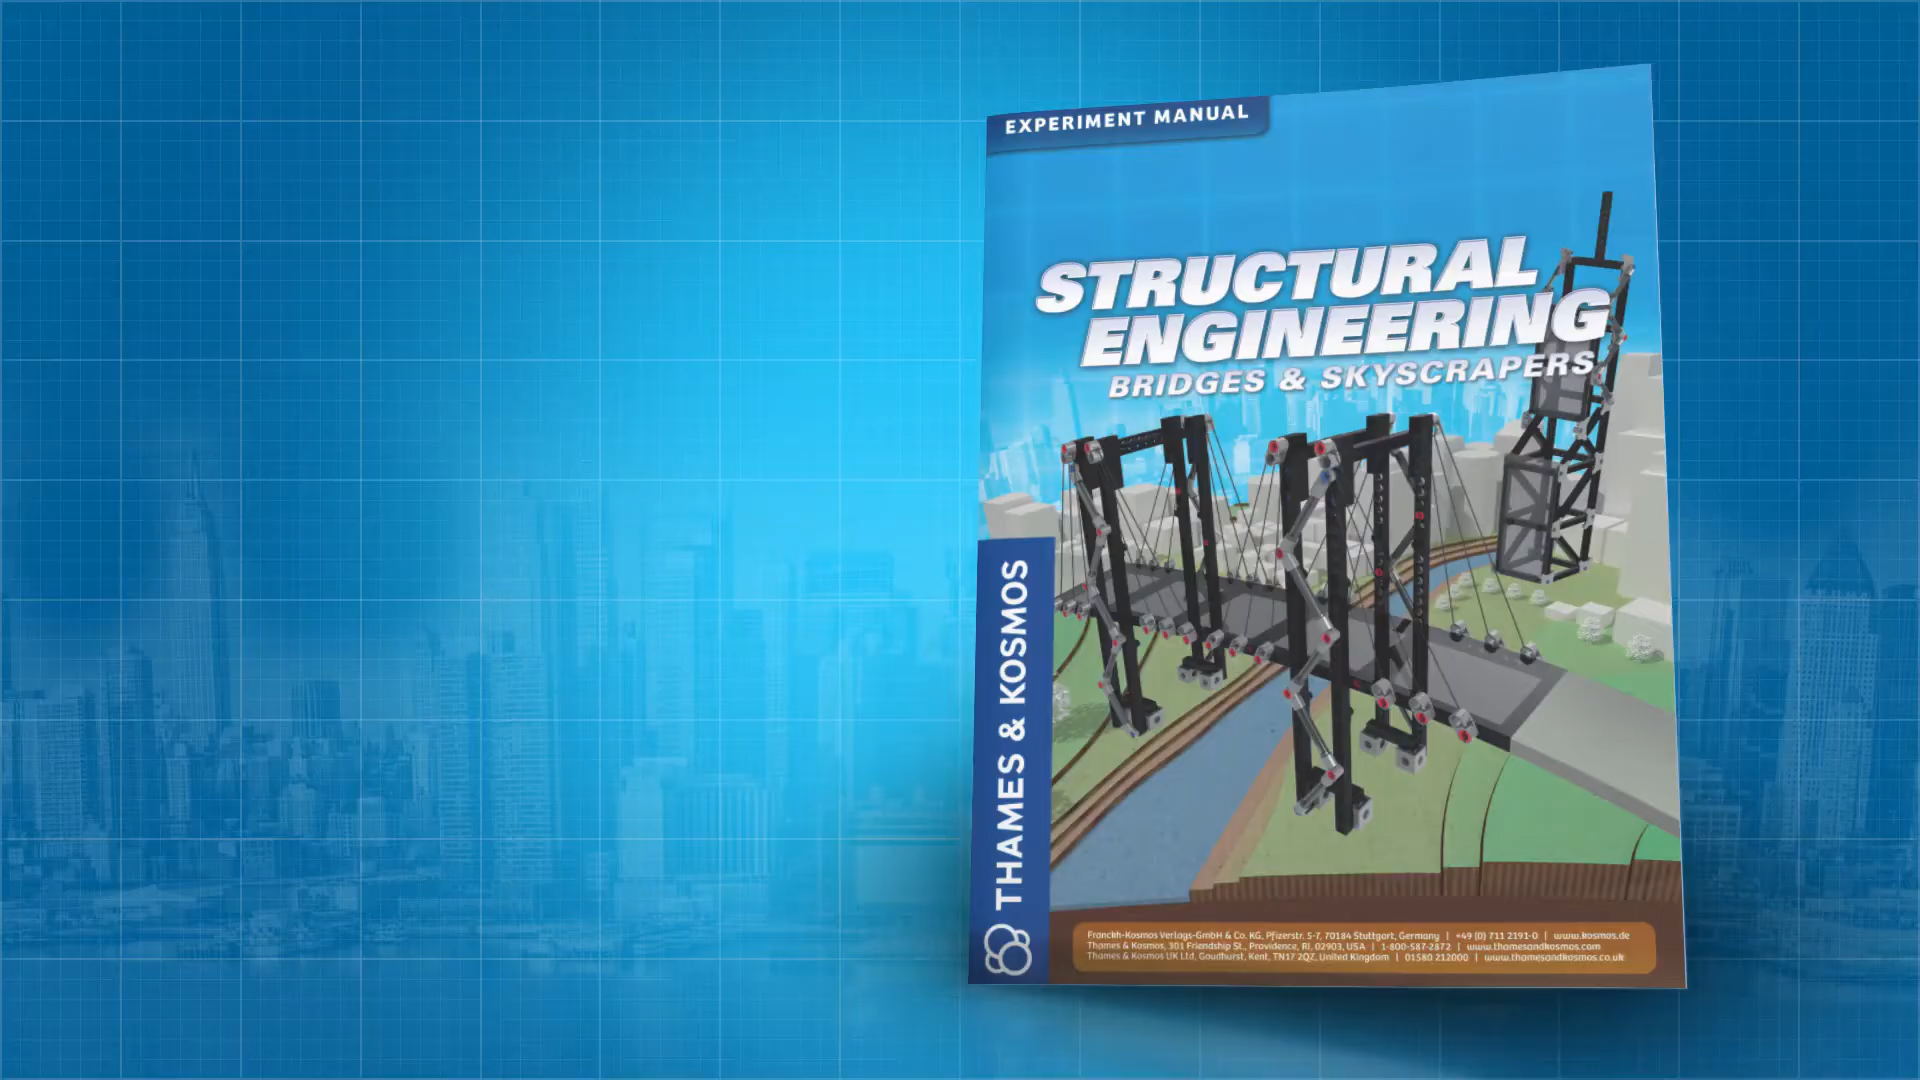 EXPERIMENT MANUAL
STRUCTURAL
ENGINEERING
BRIDGES & SKYSCRAPERS
THAMES & KOSMOS
Franckh-Kosmos Verlags-GmbH & Co. KG, Pfizerstr. 5-7, 70184 Stuttgart, Germany | +49 (0) 711 2191-0 | www.kosmos.de
Thames & Kosmos, 301 Friendship St., Providence, RI, 02903, USA | 1-800-587-2872 | www.thamesandkosmos.com
Thames & Kosmos UK Ltd, Goudhurst, Kent, TN17 2QZ, United Kingdom | 01580 212000 | www.thamesandkosmos.co.uk